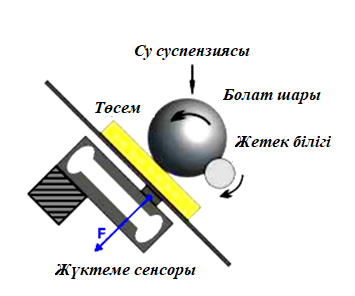 Су суспензиясы
Болат шары
Төсем
Жетек білігі
F
Жүктеме сенсоры